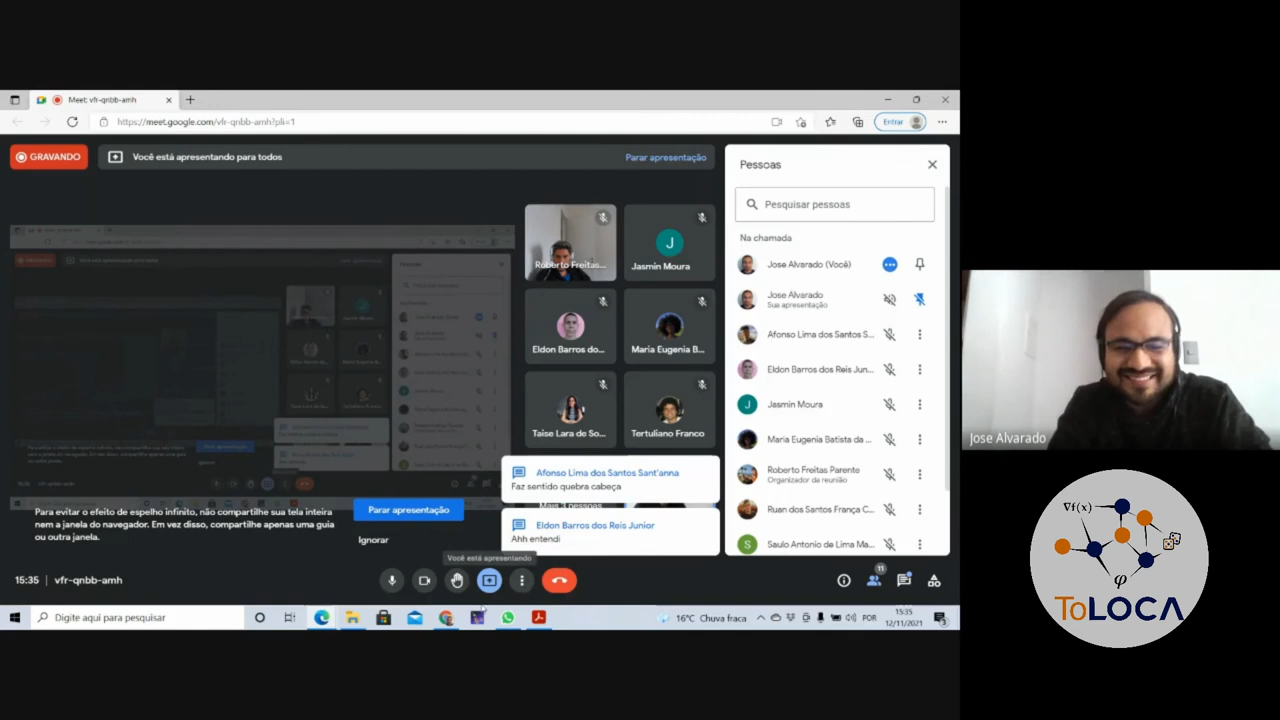 Meet: vfr-qnbb-amh
https://meet.google.com/vfr-qnbb-amh?pli=1
Entrar
GRAVANDO
Você está apresentando para todos
Parar apresentação
Pessoas
Pesquisar pessoas
Na chamada
Jose Alvarado (Você)
Jose Alvarado
Sua apresentação
Afonso Lima dos Santos S...
Eldon Barros dos Reis Jun...
Jasmin Moura
Maria Eugenia Batista da ...
Roberto Freitas Parente
Organizador da reunião
Ruan dos Santos França C...
S
Saulo Antonio de Lima Ma...
Roberto Freitas...
J
Jasmin Moura
Eldon Barros do...
Maria Eugenia B...
Taise Lara de So...
Tertuliano Franco
Afonso Lima dos Santos Sant'anna
Faz sentido quebra cabeça
Mais 3 pessoas
Eldon Barros dos Reis Junior
Ahh entendi
Para evitar o efeito de espelho infinito, não compartilhe sua tela inteira
nem a janela do navegador. Em vez disso, compartilhe apenas uma guia
ou outra janela.
Parar apresentação
Ignorar
Você está apresentando
15:35 | vfr-qnbb-amh
11
Digite aqui para pesquisar
16°C Chuva fraca
POR
15:35
12/11/2021
Jose Alvarado
∇f(x)
φ
ToLOCA